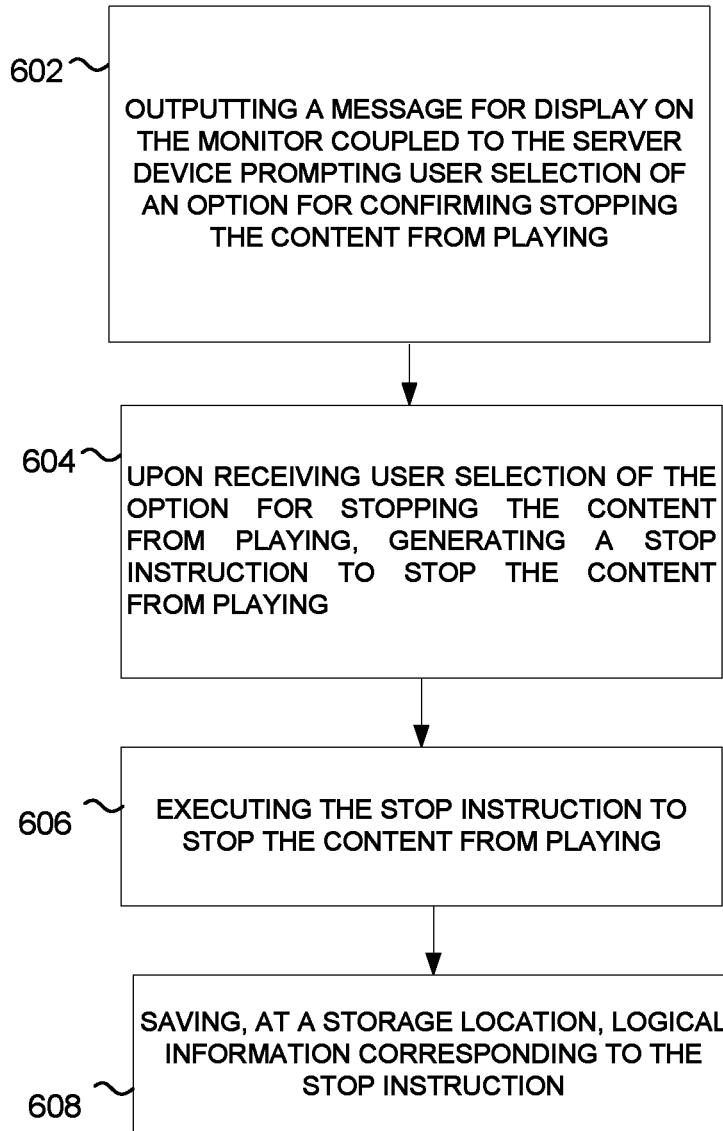 602
OUTPUTTING A MESSAGE FOR DISPLAY ON
THE MONITOR COUPLED TO THE SERVER
DEVICE PROMPTING USER SELECTION OF
AN OPTION FOR CONFIRMING STOPPING
THE CONTENT FROM PLAYING
604
UPON RECEIVING USER SELECTION OF THE
OPTION FOR STOPPING THE CONTENT
FROM PLAYING, GENERATING A STOP
INSTRUCTION TO STOP THE CONTENT
FROM PLAYING
606
EXECUTING THE STOP INSTRUCTION TO
STOP THE CONTENT FROM PLAYING
SAVING, AT A STORAGE LOCATION, LOGICAL
INFORMATION CORRESPONDING TO THE
STOP INSTRUCTION
608